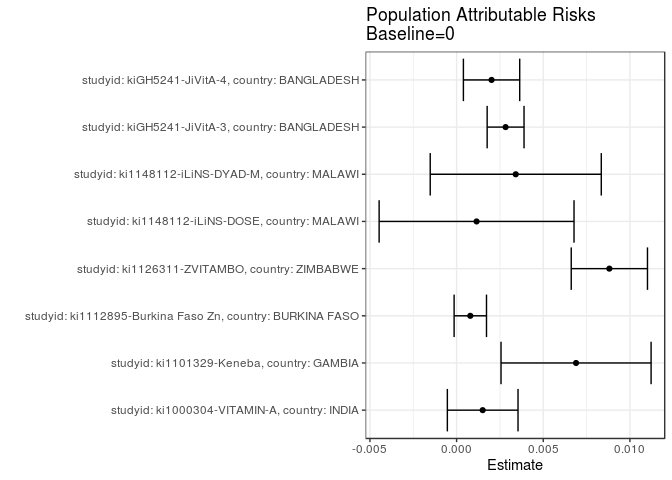 Population Attributable Risks
Baseline=0
studyid: kiGH5241-JiVitA-4, country: BANGLADESH
studyid: kiGH5241-JiVitA-3, country: BANGLADESH
studyid: ki1148112-iLiNS-DYAD-M, country: MALAWI
studyid: ki1148112-iLiNS-DOSE, country: MALAWI
studyid: ki1126311-ZVITAMBO, country: ZIMBABWE
studyid: ki1112895-Burkina Faso Zn, country: BURKINA FASO
studyid: ki1101329-Keneba, country: GAMBIA
studyid: ki1000304-VITAMIN-A, country: INDIA
-0.005 0.000 0.005 0.010
Estimate